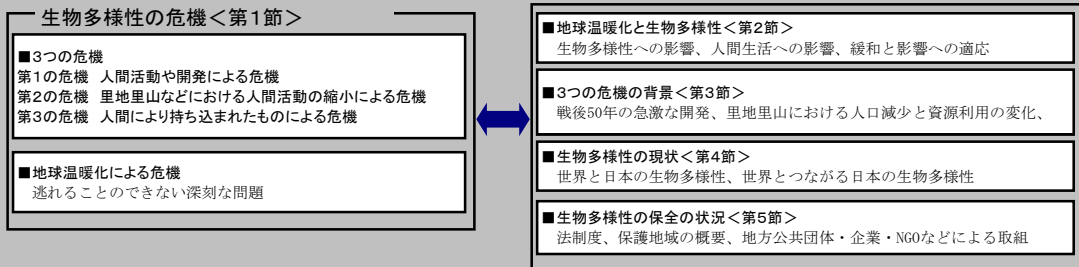 生物多様性の危機＜第1節＞
■3つの危機
第1の危機　人間活動や開発による危機
第2の危機　里地里山などにおける人間活動の縮小による危機
第3の危機　人間により持ち込まれたものによる危機
■地球温暖化による危機
逃れることのできない深刻な問題
■地球温暖化と生物多様性＜第2節＞
生物多様性への影響、人間生活への影響、緩和と影響への適応
■3つの危機の背景＜第3節＞
戦後50年の急激な開発、里地里山における人口減少と資源利用の変化、
■生物多様性の現状＜第4節＞
世界と日本の生物多様性、世界とつながる日本の生物多様性
■生物多様性の保全の状況＜第5節＞
法制度、保護地域の概要、地方公共団体・企業・NGOなどによる取組